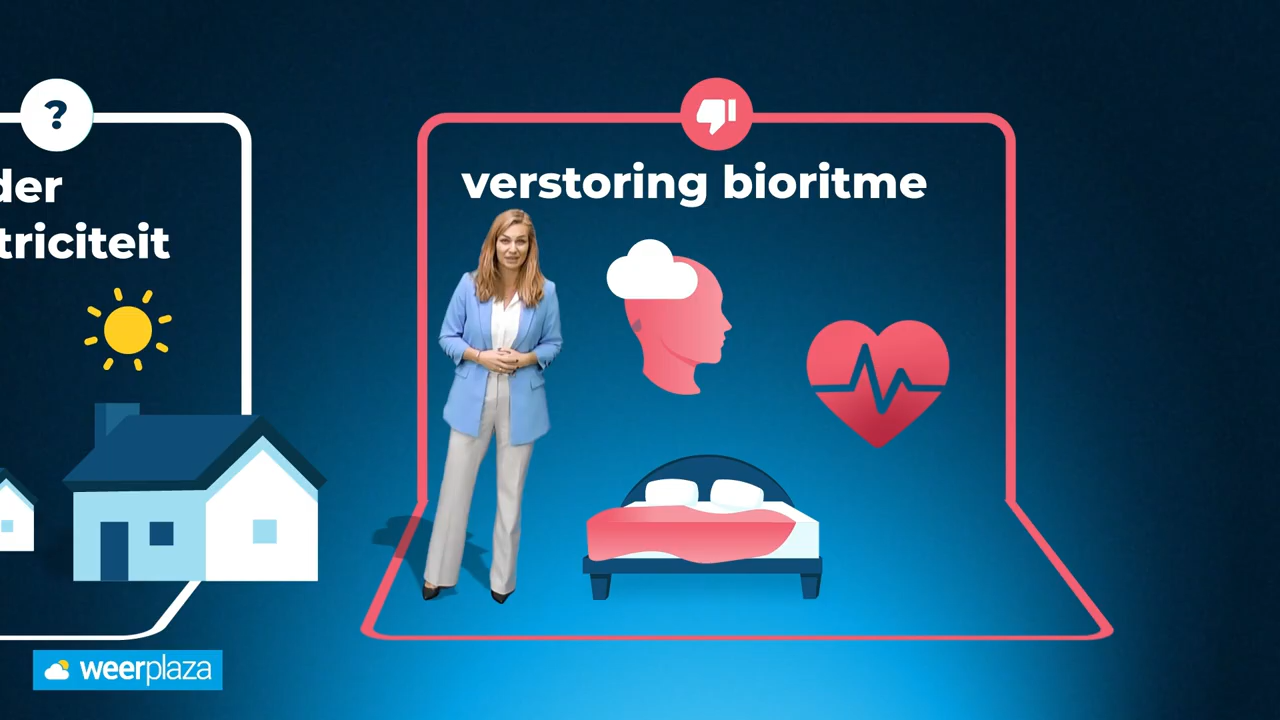 ?
der
triciteit
verstoring bioritme
weerplaza